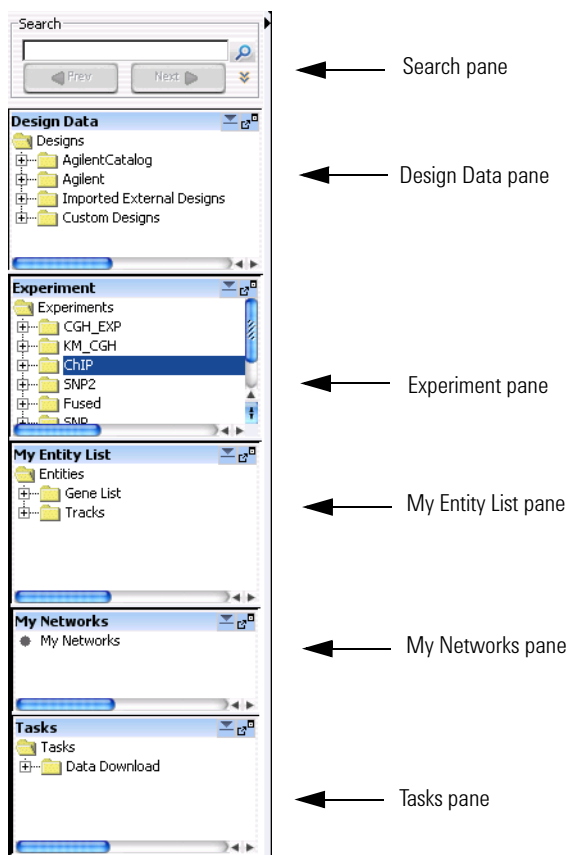 Search
Prev
Next
Search pane
Design Data
Designs
AgilentCatalog
Agilent
Imported External Designs
Custom Designs
Design Data pane
Experiment
Experiments
CGH_EXP
KM_CGH
ChIP
SNP2
Fused
SNP
Experiment pane
My Entity List
Entities
Gene List
Tracks
My Entity List pane
My Networks
My Networks
My Networks pane
Tasks
Tasks
Data Download
Tasks pane